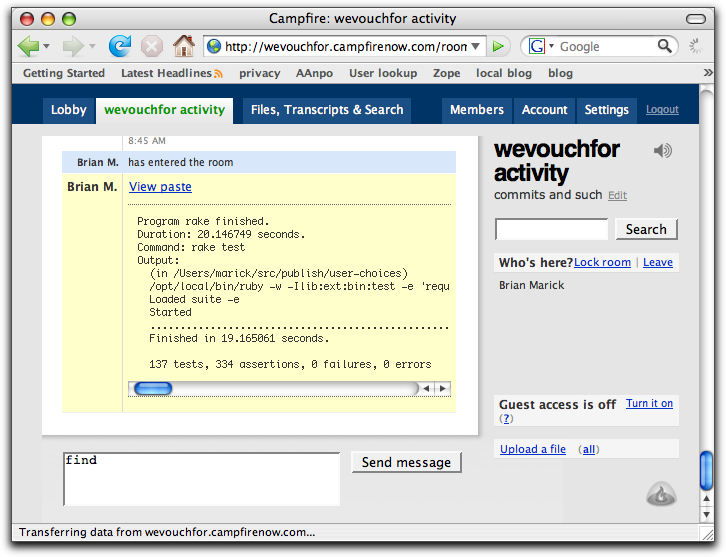 Campfire: wevouchfor activity
http://wevouchfor.campfirenow.com/room
Google
Getting Started Latest Headlines privacy AAnpo User lookup Zope local blog blog »
Lobby wevouchfor activity Files, Transcripts & Search Members Account Settings Logout
8:45 AM
Brian M. has entered the room
Brian M. View paste
Program rake finished.
Duration: 20.146749 seconds.
Command: rake test
Output:
(in /Users/marick/src/publish/user-choices)
/opt/local/bin/ruby -w -Ilib:ext:bin:test -e 'requ
Loaded suite -e
Started
..................................................
Finished in 19.165061 seconds.
137 tests, 334 assertions, 0 failures, 0 errors
wevouchfor
activity
commits and such Edit
Search
Who's here? Lock room | Leave
Brian Marick
Guest access is off Turn it on
(?)
Upload a file (all)
find
Send message
Transferring data from wevouchfor.campfirenow.com...